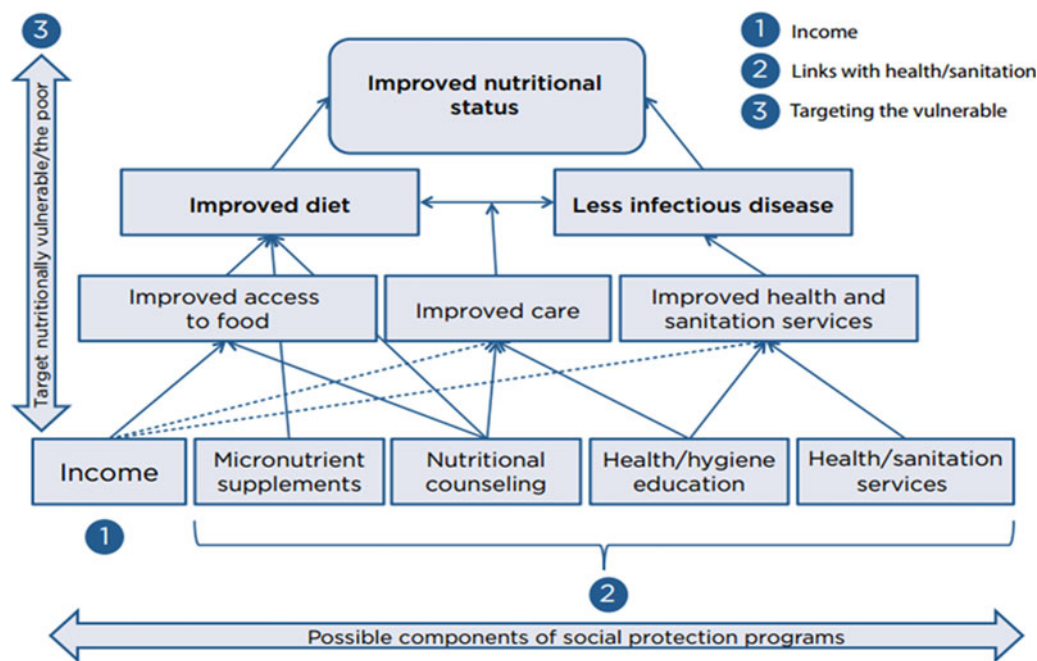 3
Target nutritionally vulnerable/the poor
1 Income
2 Links with health/sanitation
3 Targeting the vulnerable
Improved nutritional
status
Improved diet
Less infectious disease
Improved access
to food
Improved care
Improved health and
sanitation services
Income
Micronutrient
supplements
Nutritional
counseling
Health/hygiene
education
Health/sanitation
services
1
2
Possible components of social protection programs